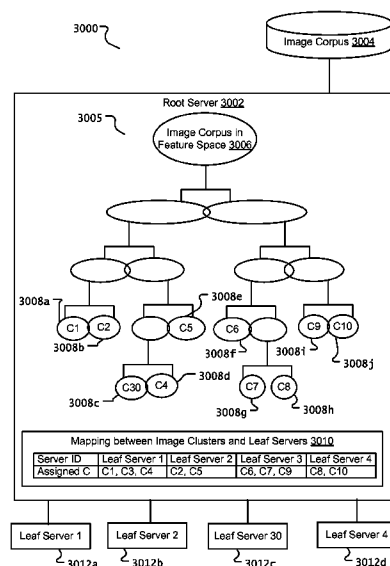 3000
Image Corpus 3004
Root Server 3002
3005
Image Corpus in
Feature Space 3006
3008a
3008e
C1
C2
C5
C6
C9
C10
3008b
3008f
3008i
3008j
3008d
C30
C4
C7
C8
3008c
3008g
3008h
Mapping between Image Clusters and Leaf Servers 3010
Server ID Leaf Server 1 Leaf Server 2 Leaf Server 3 Leaf Server 4
Assigned C C1, C3, C4 C2, C5 C6, C7, C9 C8, C10
Leaf Server 1
Leaf Server 2
Leaf Server 30
Leaf Server 4
3012a
3012b
3012c
3012d